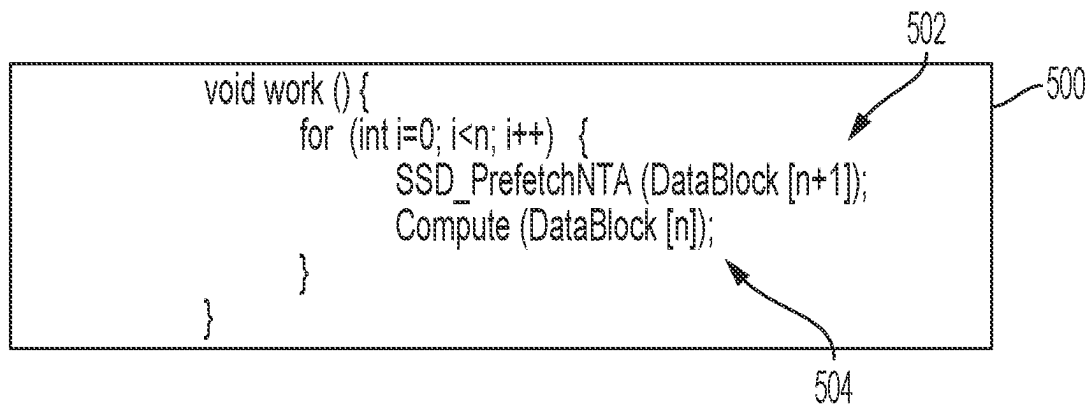 502
500
void work () {
for (int i=0; i<n; i++) {
SSD_PrefetchNTA (DataBlock [n+1]);
Compute (DataBlock [n]);
}
}
504